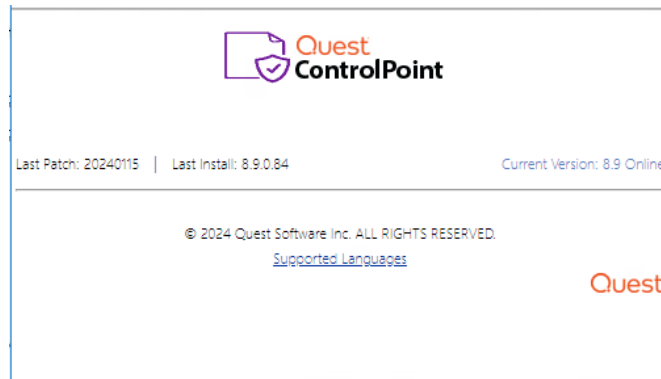 Quest
ControlPoint
Last Patch: 20240115 | Last Install: 8.9.0.84 Current Version: 8.9 Online
© 2024 Quest Software Inc. ALL RIGHTS RESERVED.
Supported Languages
Quest